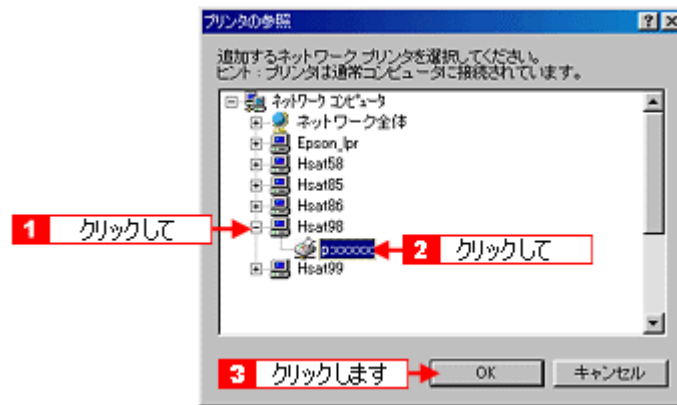 プリンタの参照
追加するネットワーク プリンタを選択してください。
ヒント：プリンタは通常コンピュータに接続されています。
ネットワーク コンピュータ
ネットワーク全体
Epson_lpr
Hsat58
Hsat85
Hsat86
1 クリックして
Hsat98
2 クリックして
Hsat99
3 クリックします
OK
キャンセル